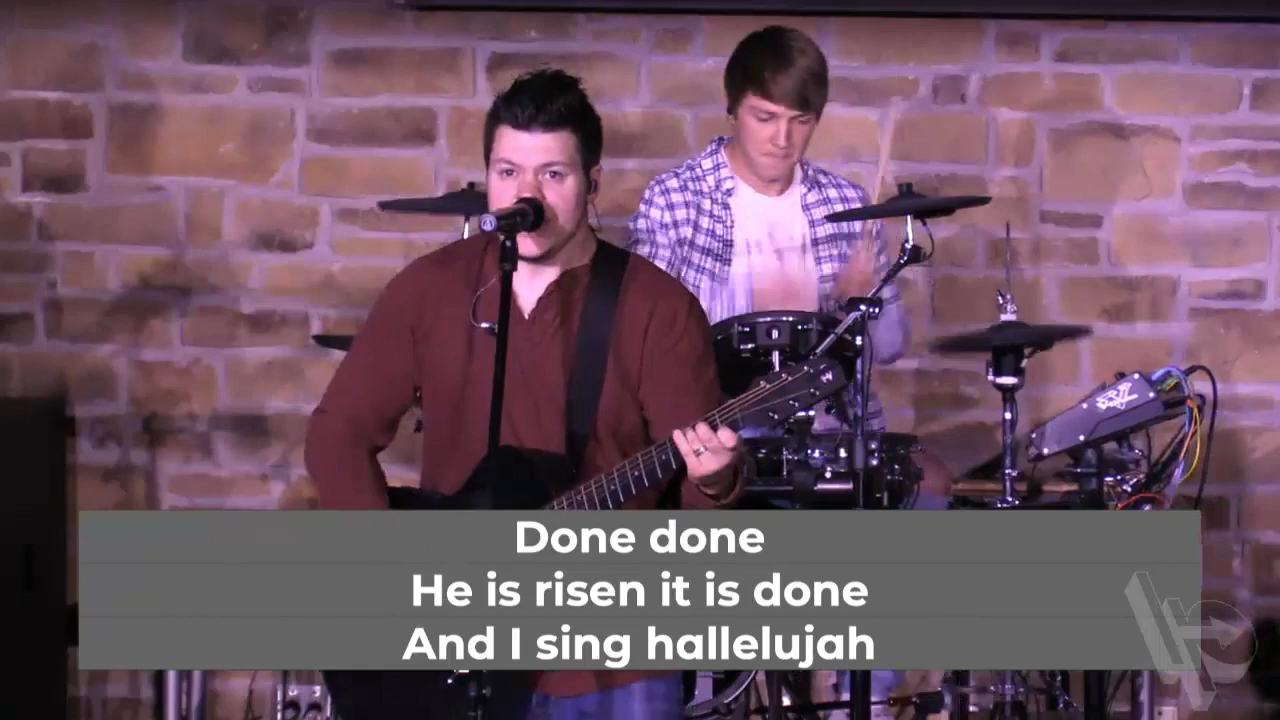 Done done
He is risen it is done
And I sing hallelujah